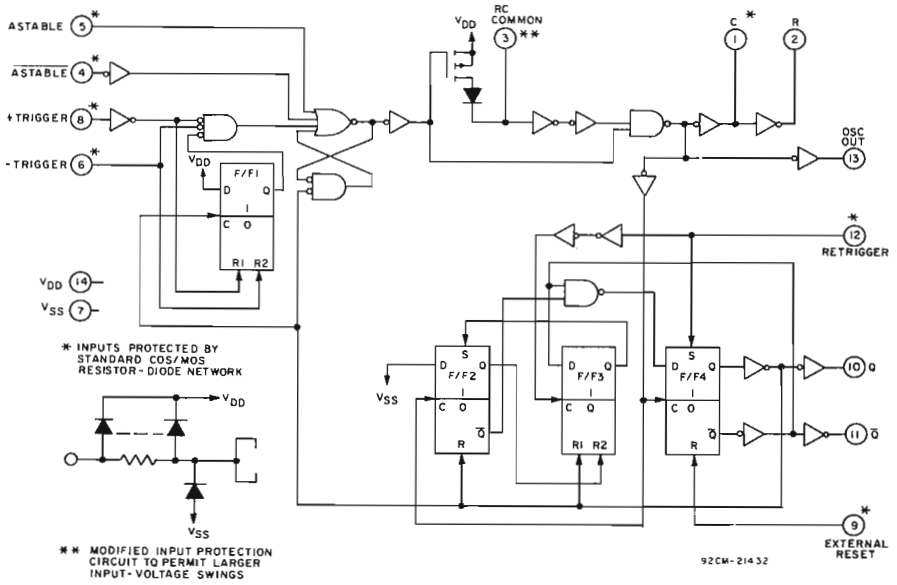 ASTABLE 5 *
ASTABLE 4 *
+ TRIGGER 8 *
- TRIGGER 6 *
VDD
RC
COMMON
3 **
C *
1
R
2
OSC
OUT
13
VDD
F/F1
D Q
I
C O
R1 R2
*
12
RETRIGGER
VDD 14
VSS 7
* INPUTS PROTECTED BY
STANDARD COS/MOS
RESISTOR-DIODE NETWORK
VDD
VSS
** MODIFIED INPUT PROTECTION
CIRCUIT TO PERMIT LARGER
INPUT-VOLTAGE SWINGS
VSS
S
D Q
F/F2
I
C O
Q
R
D Q
F/F3
I
C Q
R1 R2
S
D Q
F/F4
I
C O
Q
R
10 Q
11 Q
9 *
EXTERNAL
RESET
92CM-21432